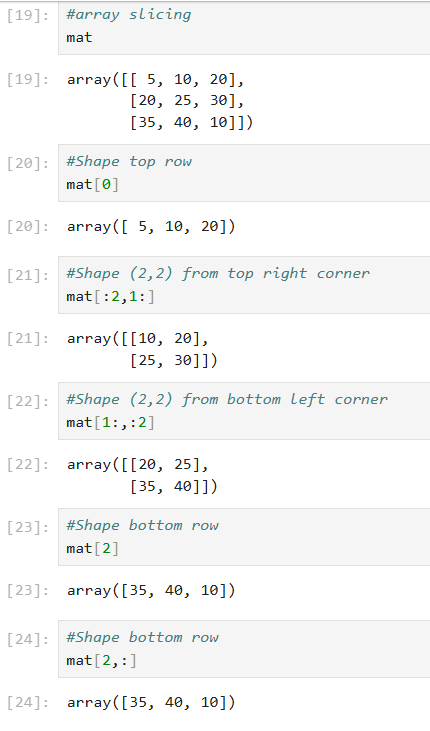 [19]: #array slicing
mat
[19]: array([[ 5, 10, 20],
[20, 25, 30],
[35, 40, 10]])
[20]: #Shape top row
mat[0]
[20]: array([ 5, 10, 20])
[21]: #Shape (2,2) from top right corner
mat[:2,1:]
[21]: array([[10, 20],
[25, 30]])
[22]: #Shape (2,2) from bottom left corner
mat[1:,:2]
[22]: array([[20, 25],
[35, 40]])
[23]: #Shape bottom row
mat[2]
[23]: array([35, 40, 10])
[24]: #Shape bottom row
mat[2,:]
[24]: array([35, 40, 10])